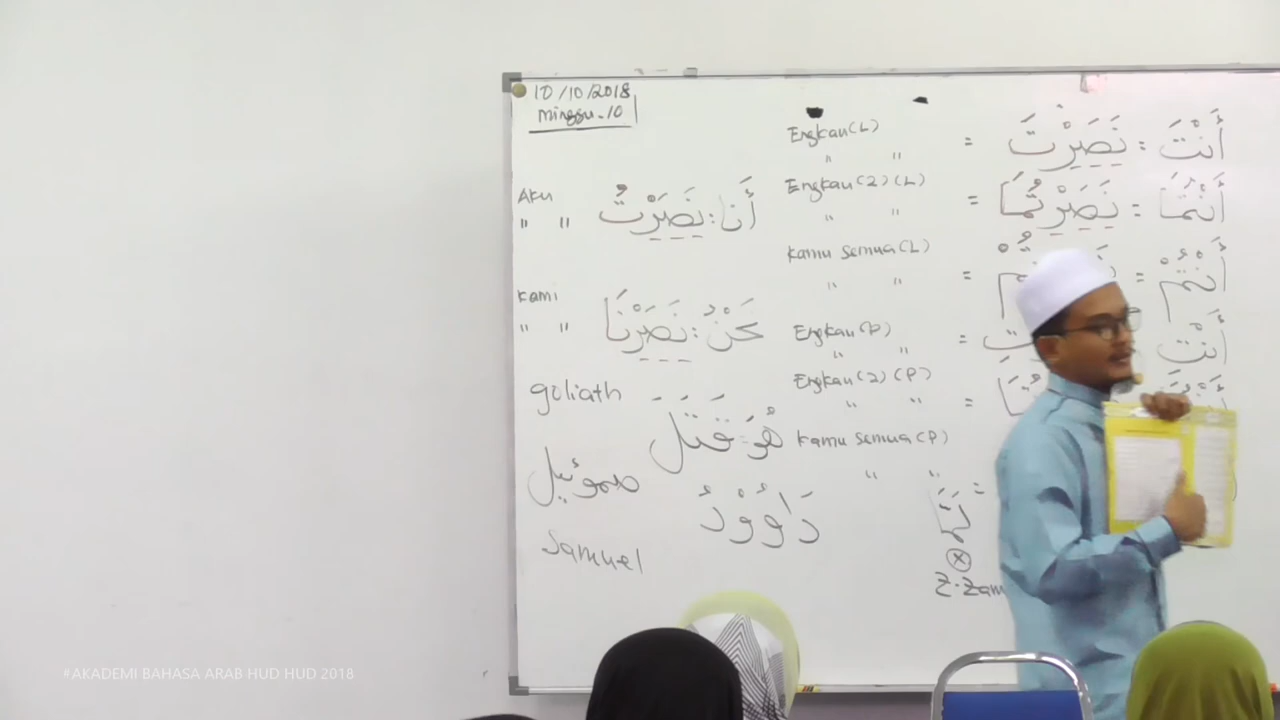 10/10/2018
minggu-10
Aku أَنَا : نَصَرْتُ
" "
Kami نَحْنُ : نَصَرْنَا
" "
goliath
هُوَ قَتَلَ
صموئيل
دَاوُوْدُ
Samuel
Engkau (L) = أَنْتَ : نَصَرْتَ
" "
Engkau (2) (L) = أَنْتُمَا : نَصَرْتُمَا
" "
kamu semua (L) = أَنْتُمْ :
" "
Engkau (P) = أَنْتِ
" "
Engkau (2) (P) =
" "
kamu semua (P)
" " =
لَمَّا
Z.Zam
#AKADEMI BAHASA ARAB HUD HUD 2018